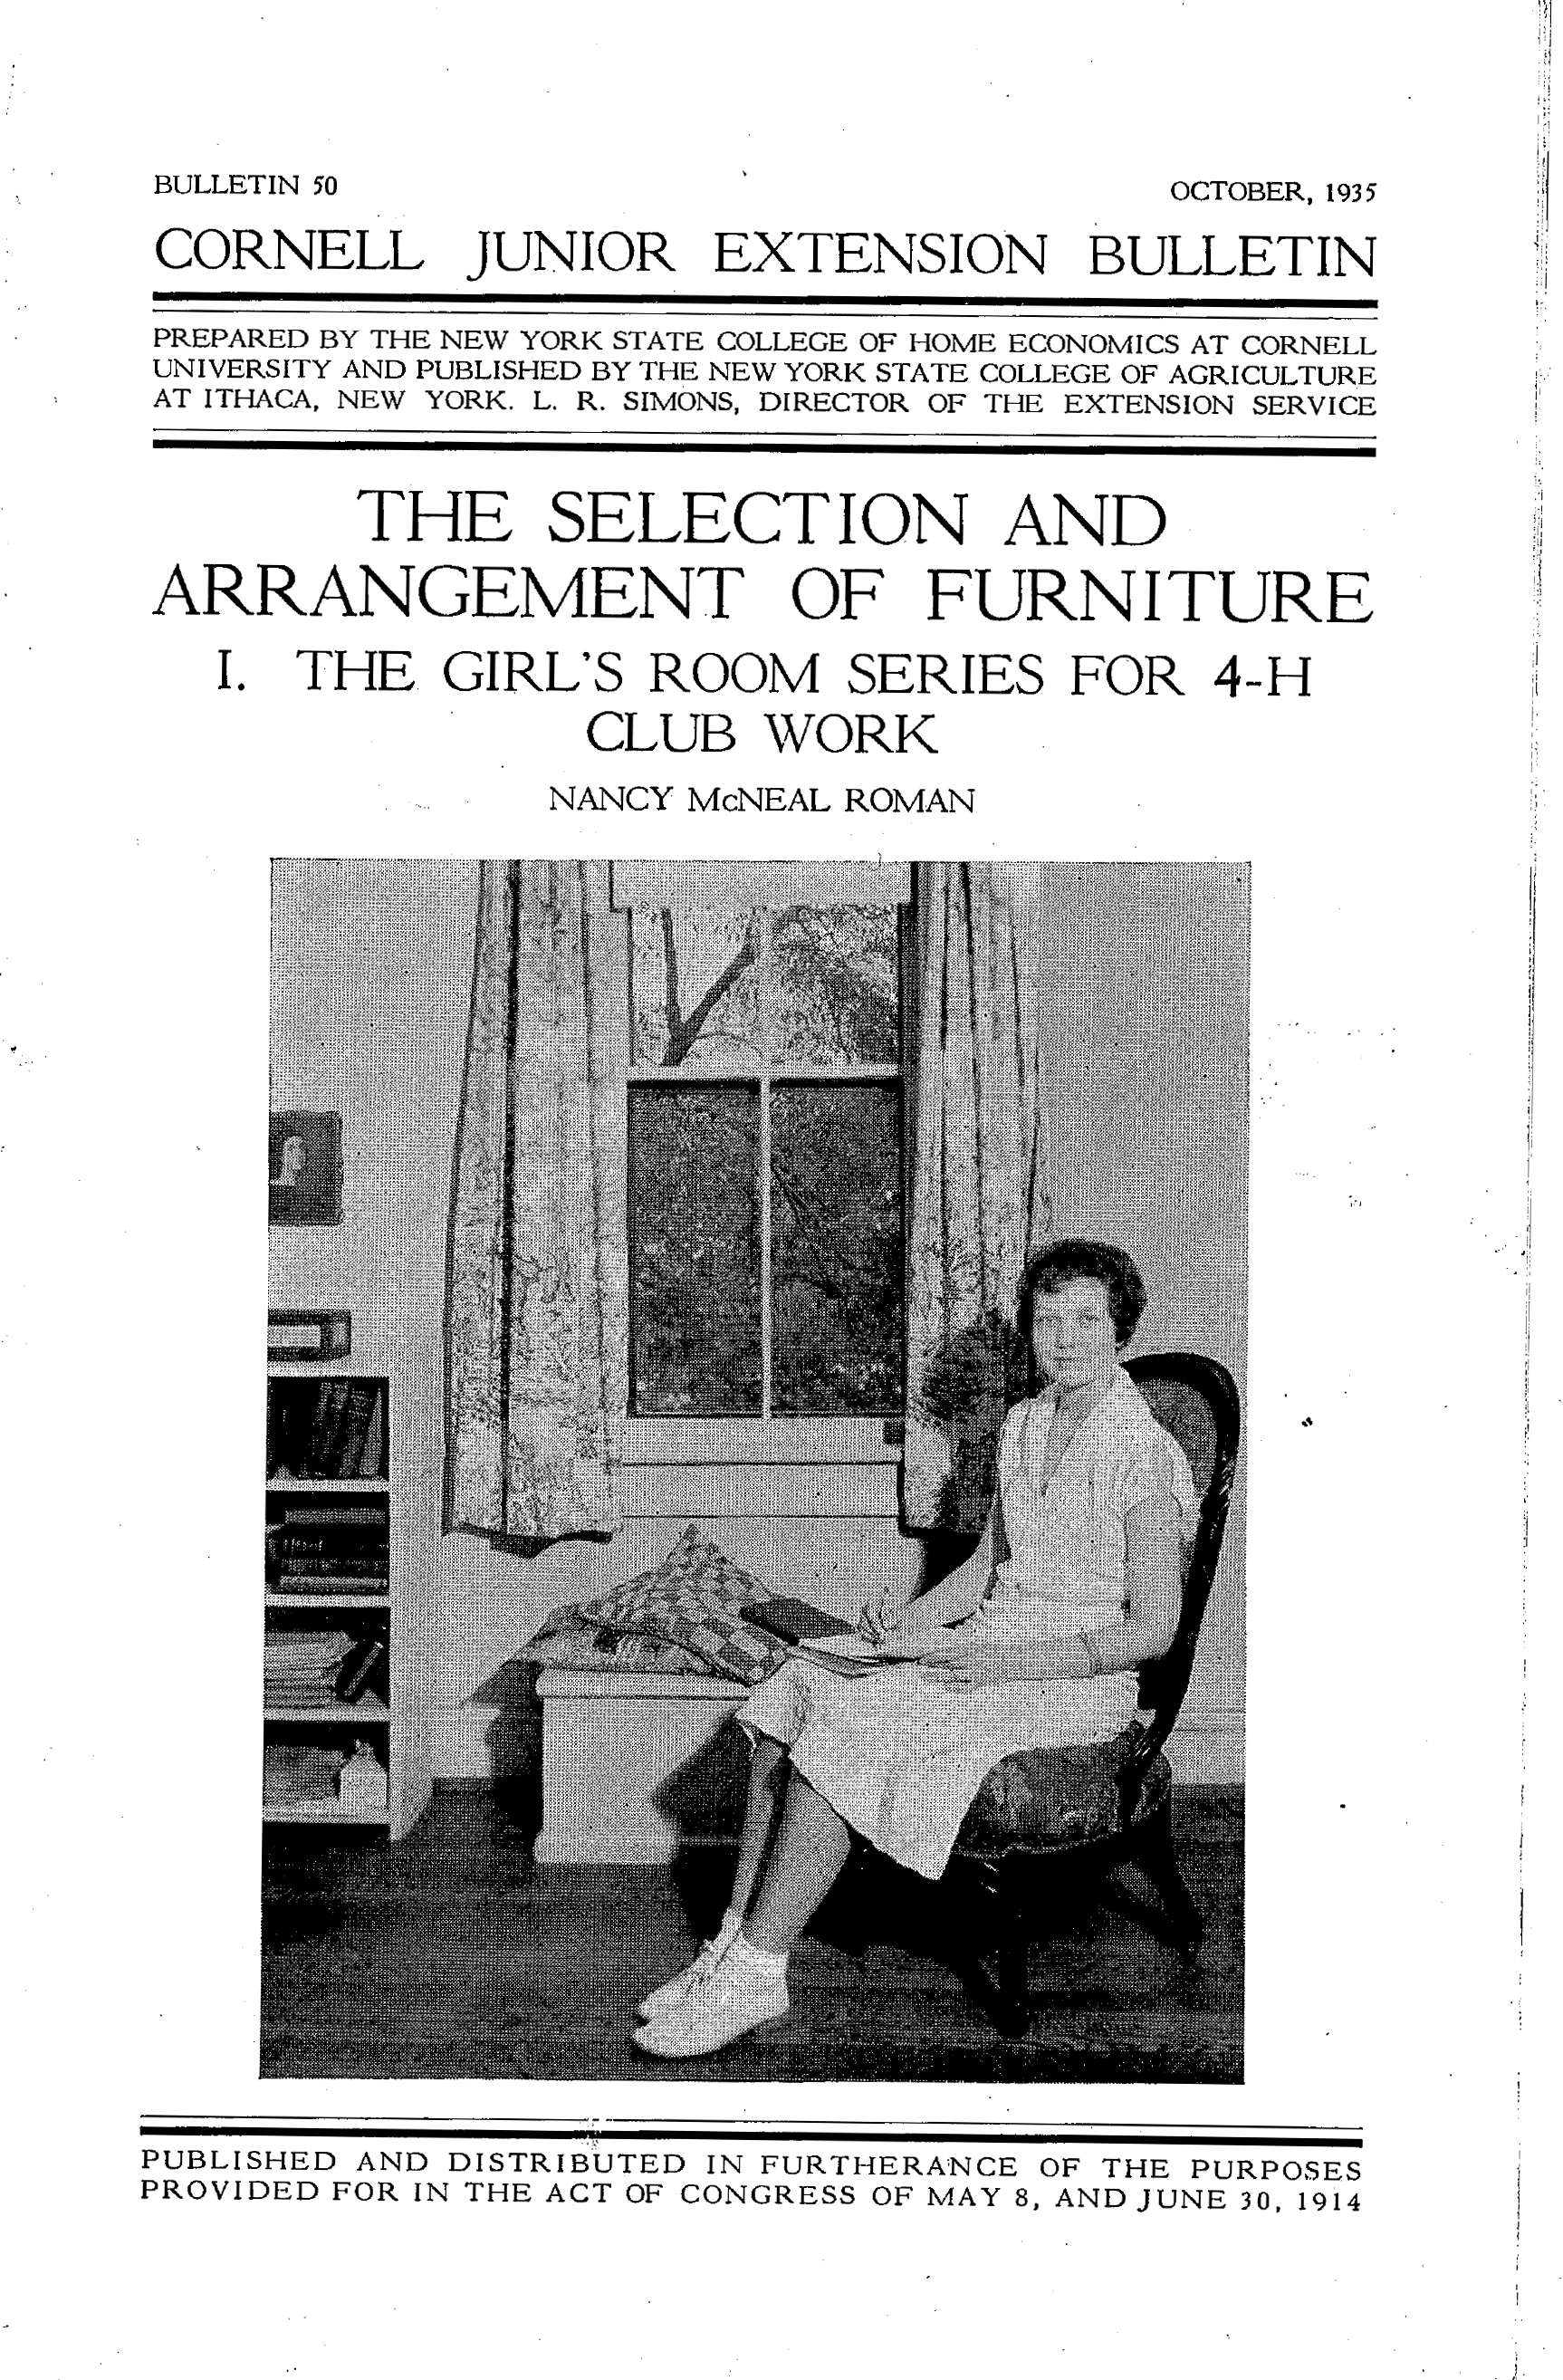 BULLETIN 50
OCTOBER, 1935
CORNELL JUNIOR EXTENSION BULLETIN
PREPARED BY THE NEW YORK STATE COLLEGE OF HOME ECONOMICS AT CORNELL
UNIVERSITY AND PUBLISHED BY THE NEW YORK STATE COLLEGE OF AGRICULTURE
AT ITHACA, NEW YORK. L. R. SIMONS, DIRECTOR OF THE EXTENSION SERVICE
THE SELECTION AND
ARRANGEMENT OF FURNITURE
I. THE GIRL'S ROOM SERIES FOR 4-H
CLUB WORK
NANCY McNEAL ROMAN
PUBLISHED AND DISTRIBUTED IN FURTHERANCE OF THE PURPOSES
PROVIDED FOR IN THE ACT OF CONGRESS OF MAY 8, AND JUNE 30, 1914